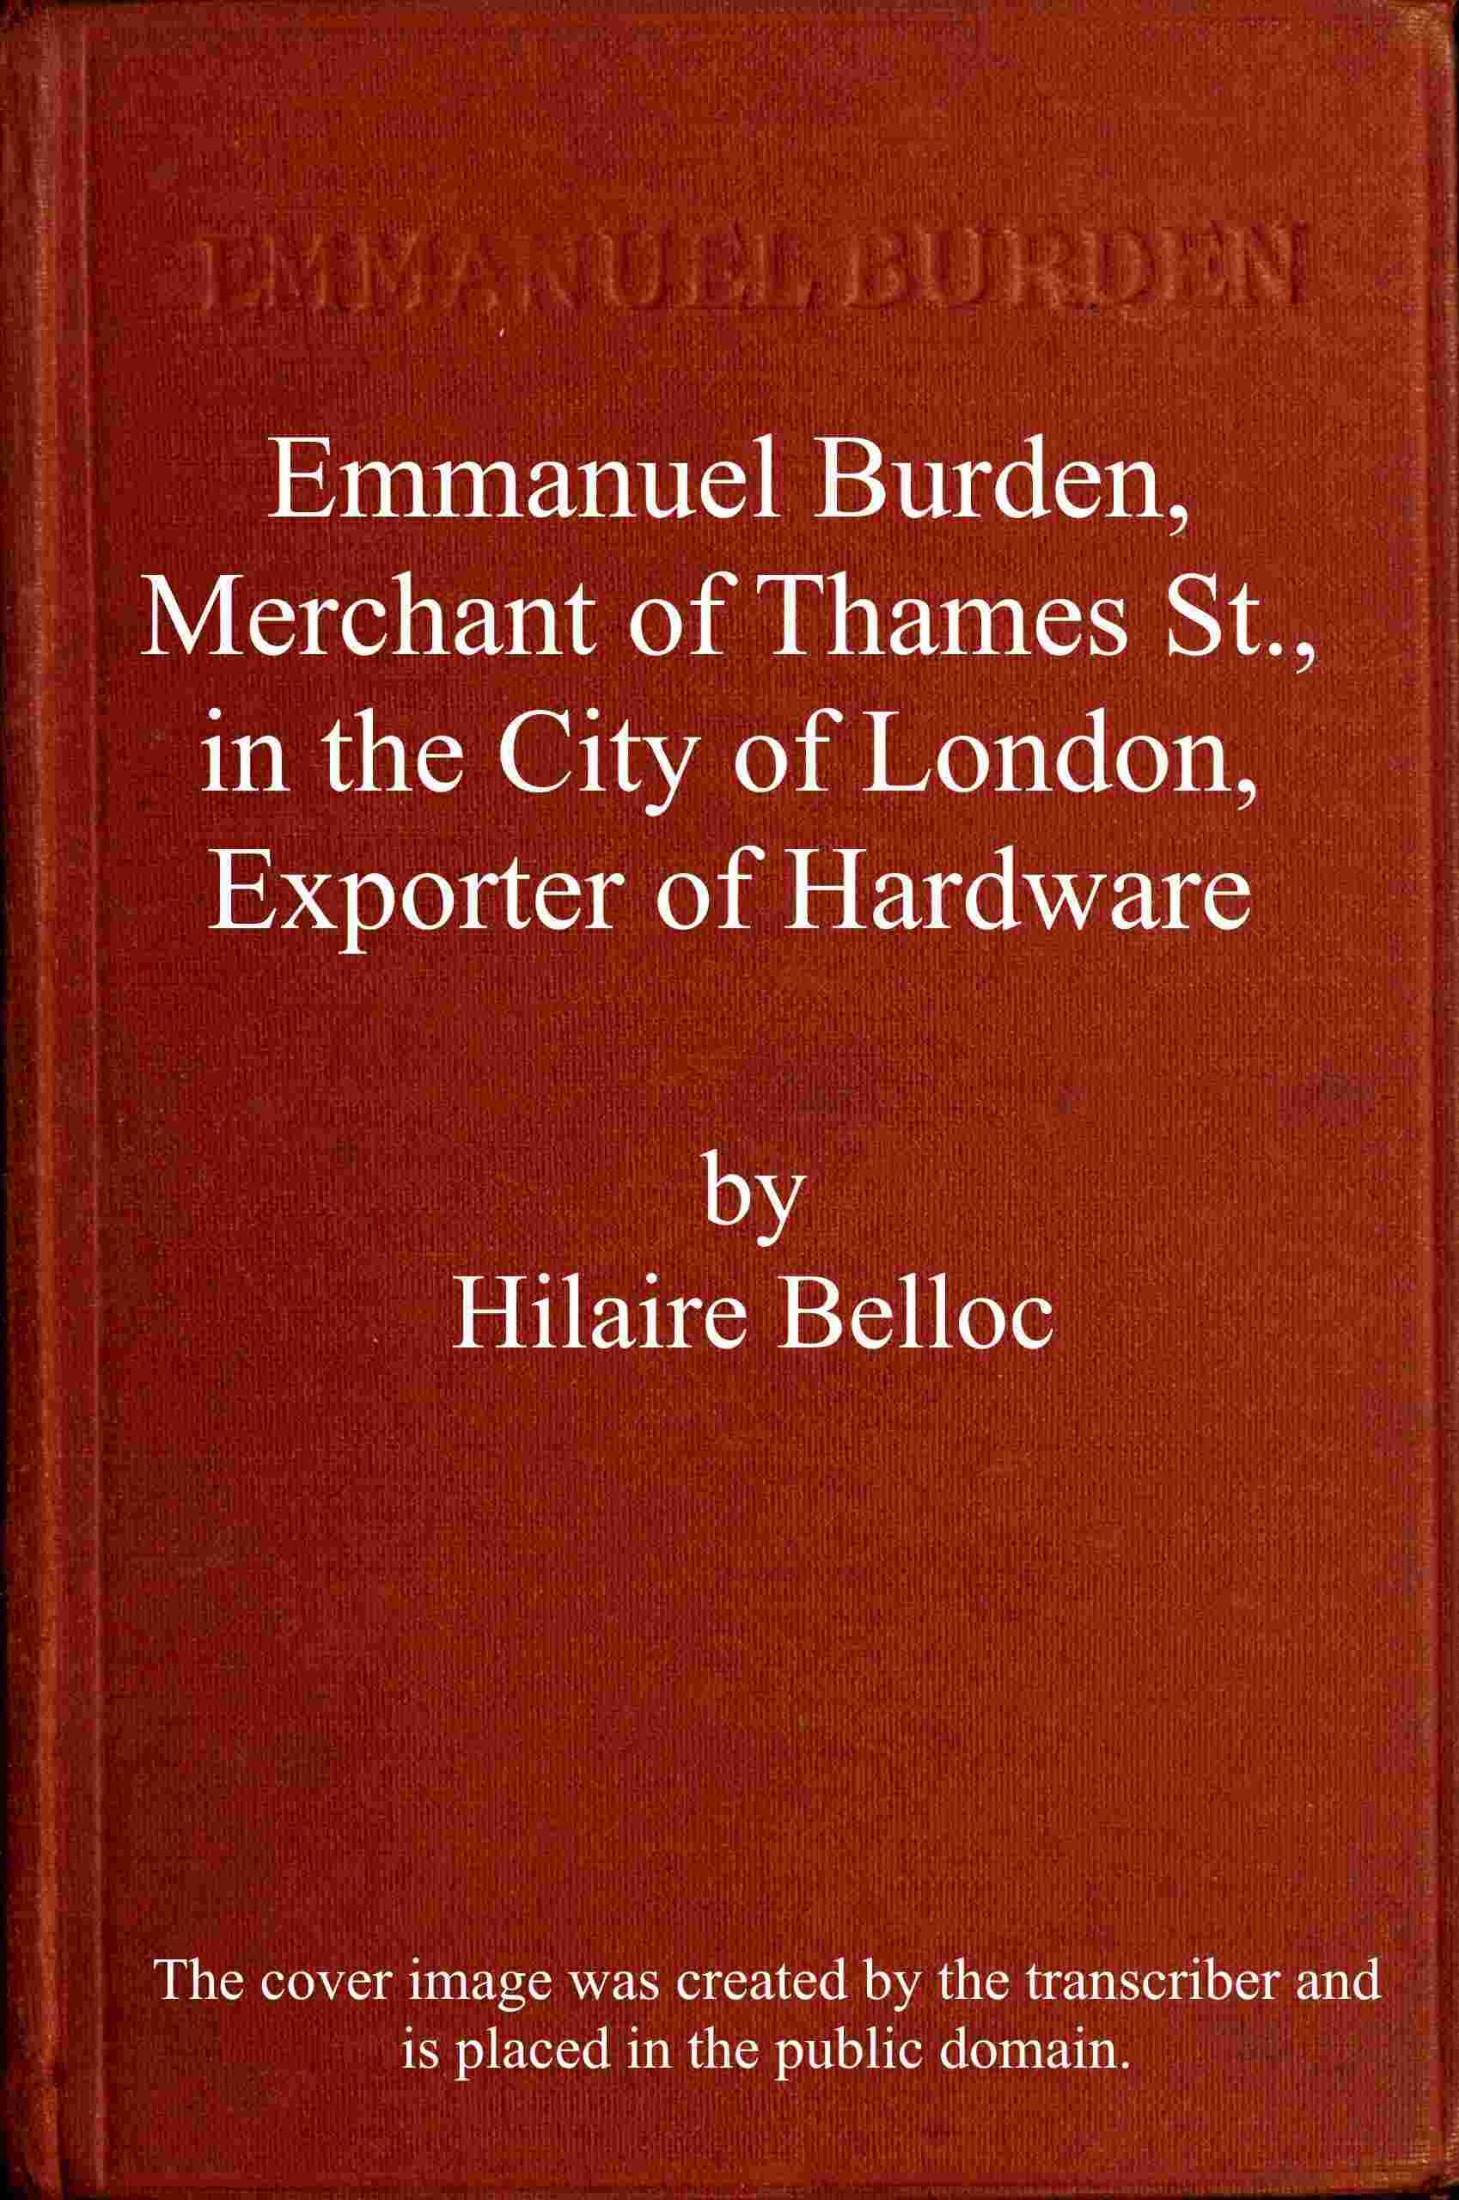 EMMANUEL BURDEN
Emmanuel Burden,
Merchant of Thames St.,
in the City of London,
Exporter of Hardware
by
Hilaire Belloc
The cover image was created by the transcriber and
is placed in the public domain.